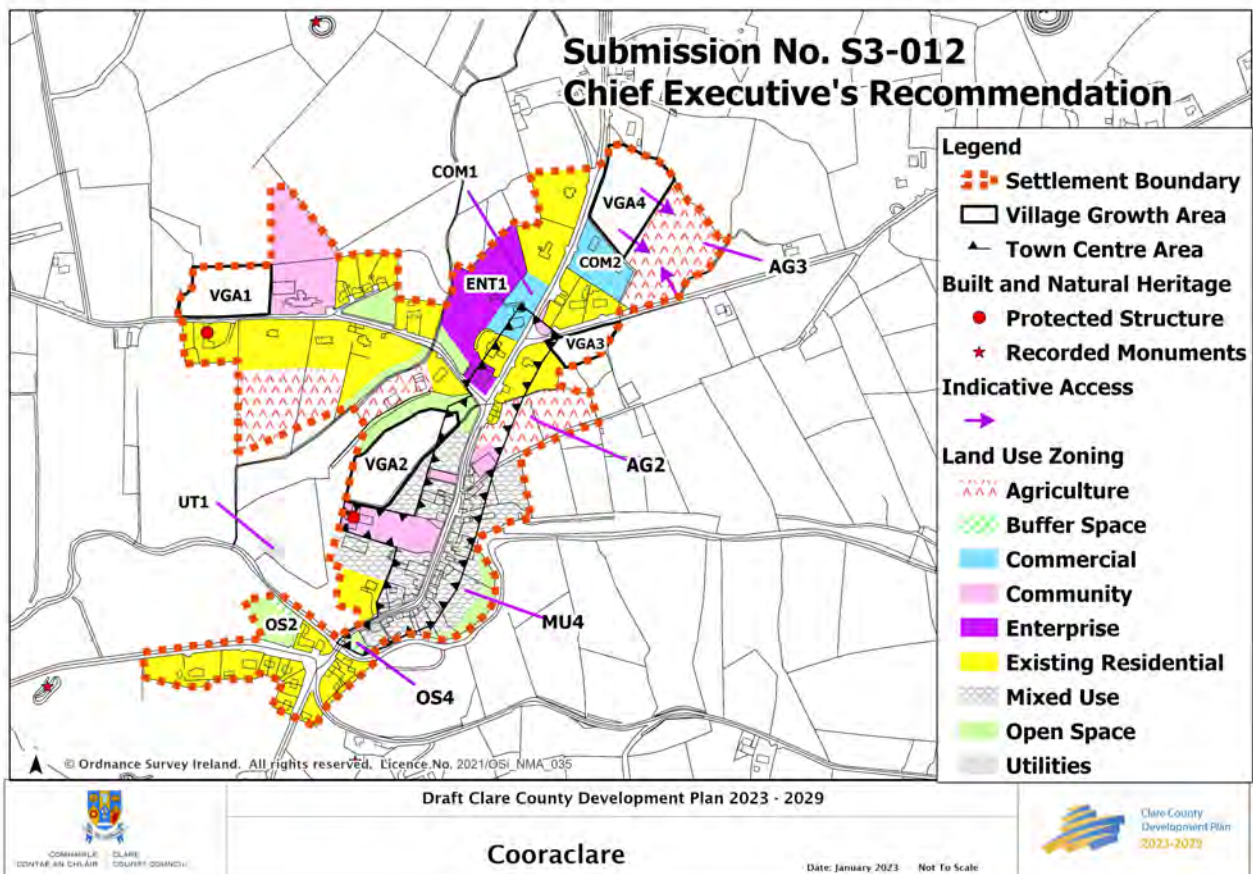 Submission No. S3-012
Chief Executive's Recommendation
COM1
VGA4
AG3
COM2
ENT1
VGA1
VGA3
AG2
VGA2
UT1
MU4
OS2
OS4
Legend
Settlement Boundary
Village Growth Area
Town Centre Area
Built and Natural Heritage
Protected Structure
Recorded Monuments
Indicative Access
Land Use Zoning
Agriculture
Buffer Space
Commercial
Community
Enterprise
Existing Residential
Mixed Use
Open Space
Utilities
© Ordnance Survey Ireland. All rights reserved. Licence No. 2021/OSi_NMA_035
COMHAIRLE CLARE
CONTAE AN CHLÁIR COUNTY COUNCIL
Draft Clare County Development Plan 2023 - 2029
Cooraclare
Date: January 2023 Not To Scale
Clare County
Development Plan
2023-2029